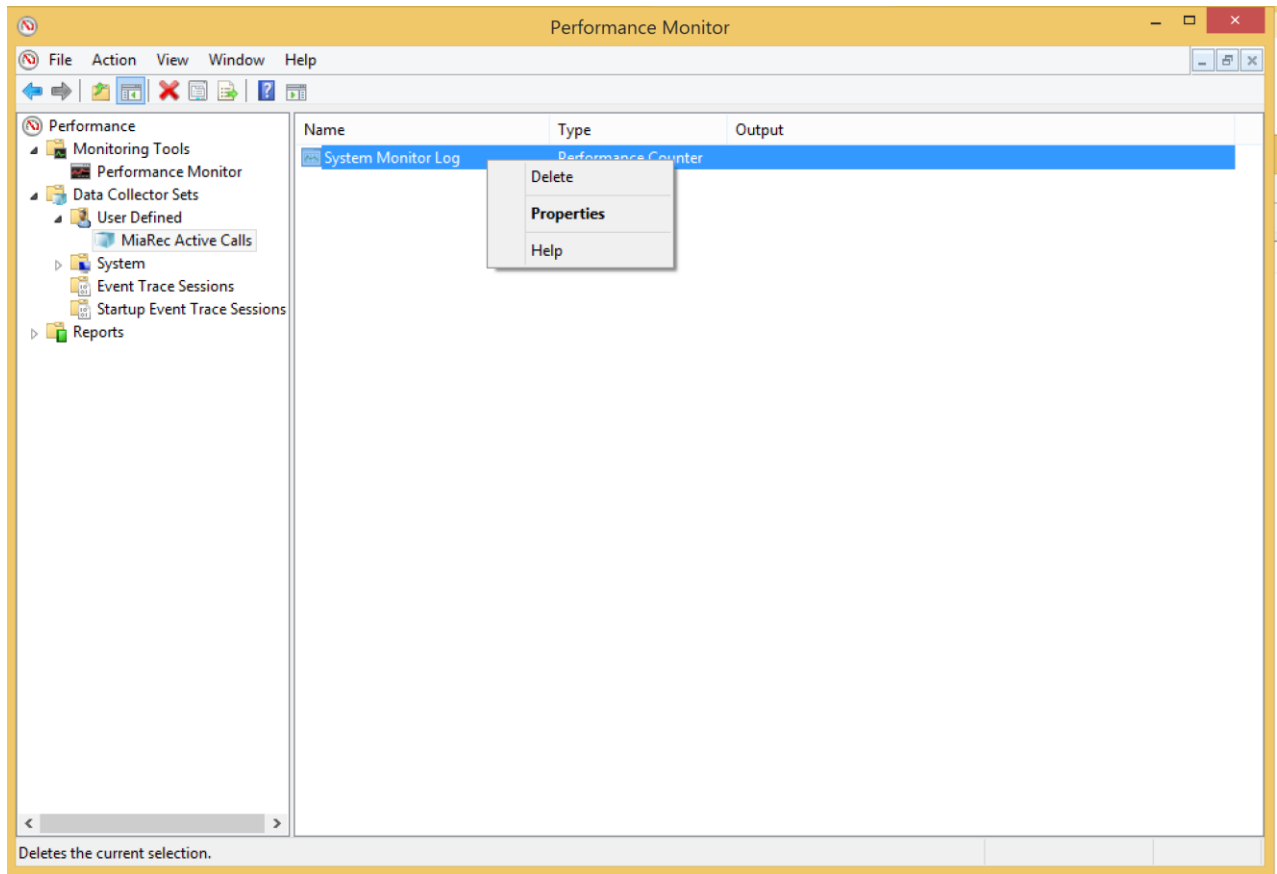 Performance Monitor
File Action View Window Help
Performance
Monitoring Tools
Performance Monitor
Data Collector Sets
User Defined
MiaRec Active Calls
System
Event Trace Sessions
Startup Event Trace Sessions
Reports
Name Type Output
System Monitor Log Performance Counter
Delete
Properties
Help
Deletes the current selection.